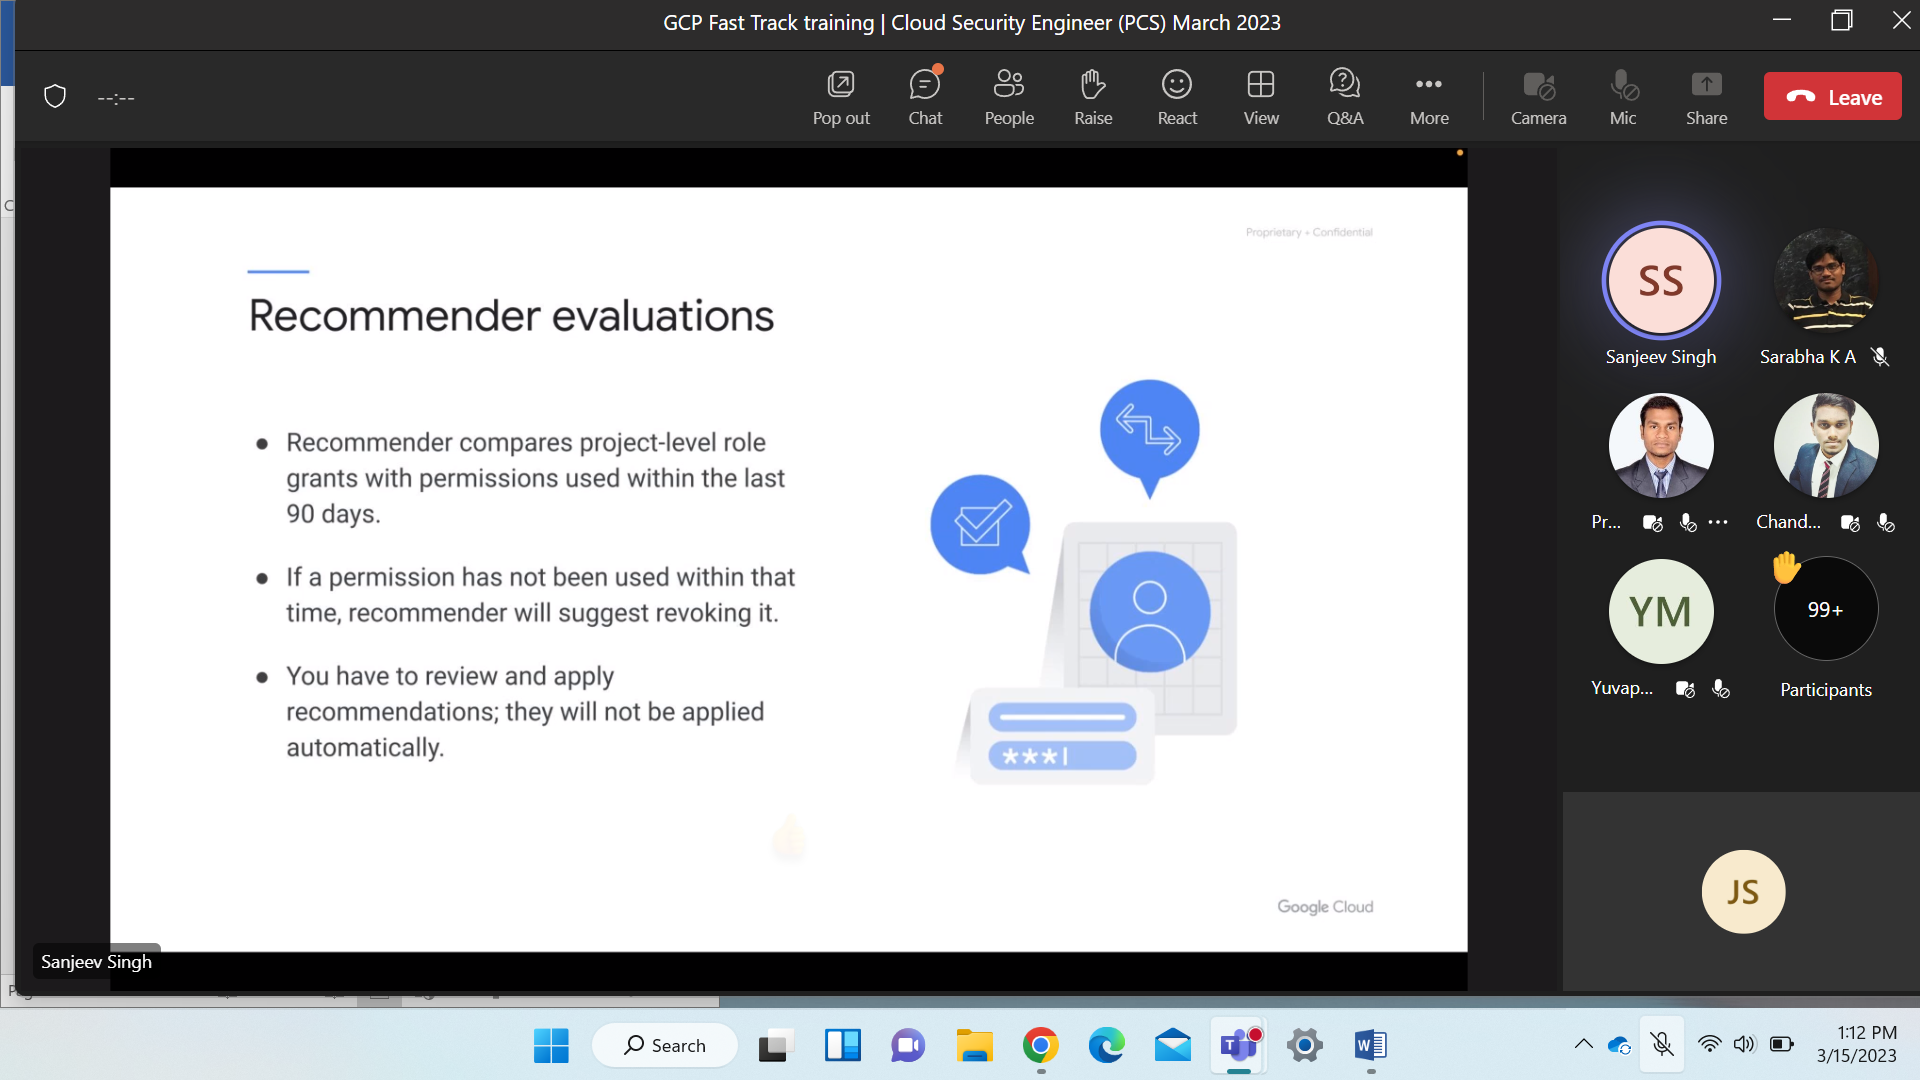 GCP Fast Track training | Cloud Security Engineer (PCS) March 2023
--:--
Pop out
Chat
People
Raise
React
View
Q&A
More
Camera
Mic
Share
Leave
Proprietary + Confidential
Recommender evaluations
● Recommender compares project-level role
grants with permissions used within the last
90 days.
● If a permission has not been used within that
time, recommender will suggest revoking it.
● You have to review and apply
recommendations; they will not be applied
automatically.
***|
Google Cloud
Sanjeev Singh
SS
Sanjeev Singh
Sarabha K A
Pr...
Chand...
YM
Yuvap...
99+
Participants
JS
Search
1:12 PM
3/15/2023